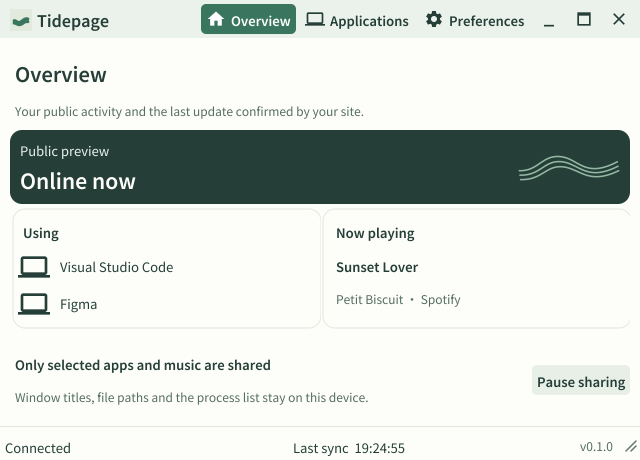 Tidepage
Overview
Applications
Preferences
Overview
Your public activity and the last update confirmed by your site.
Public preview
Online now
Using
Visual Studio Code
Figma
Now playing
Sunset Lover
Petit Biscuit • Spotify
Only selected apps and music are shared
Window titles, file paths and the process list stay on this device.
Pause sharing
Connected
Last sync 19:24:55
v0.1.0